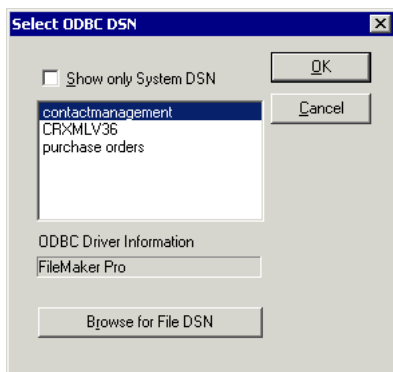 Select ODBC DSN
Show only System DSN
OK
Cancel
contactmanagement
CRXMLV36
purchase orders
ODBC Driver Information
FileMaker Pro
Browse for File DSN